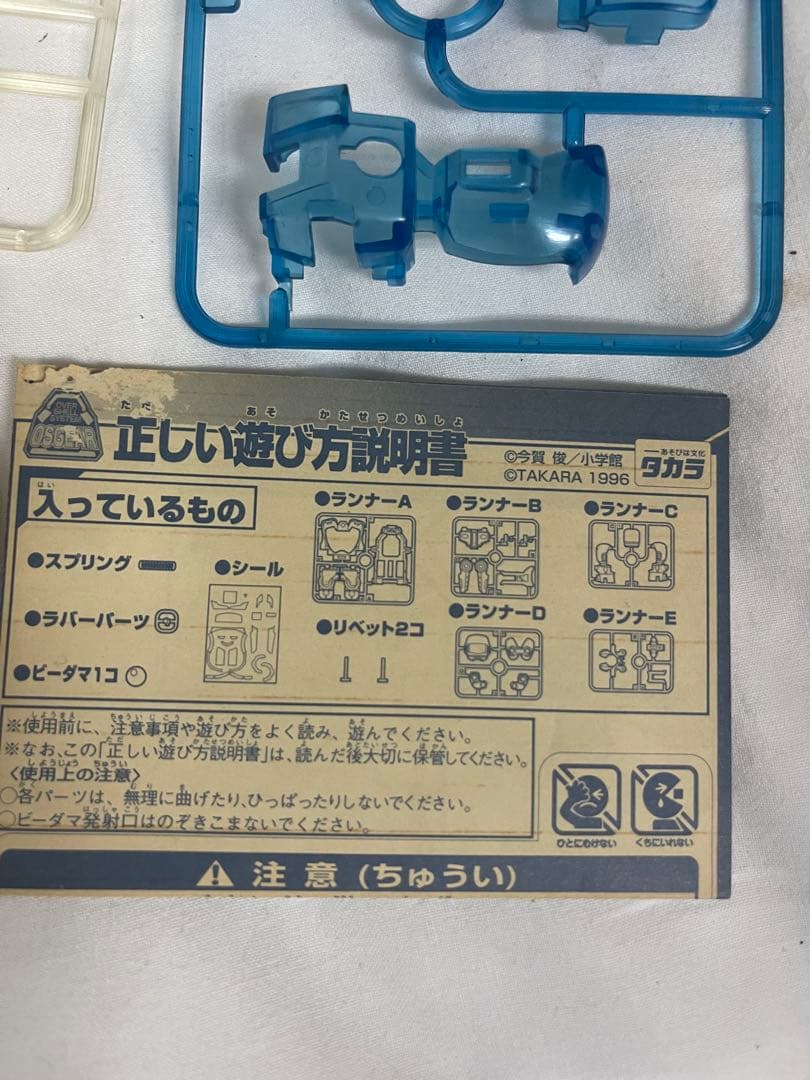 OVER
SYSTEM
OSGEAR
正しい遊び方説明書
©今賀 俊／小学館
©TAKARA 1996
あそびは文化
タカラ
入っているもの
●スプリング
●ラバーパーツ
●ビーダマ1コ
●シール
●ランナーA
●ランナーB
●ランナーC
●リベット2コ
●ランナーD
●ランナーE
※使用前に、注意事項や遊び方をよく読み、遊んでください。
※なお、この「正しい遊び方説明書」は、読んだ後大切に保管してください。
〈使用上の注意〉
○各パーツは、無理に曲げたり、ひっぱったりしないでください。
○ビーダマ発射口はのぞきこまないでください。
ひとにむけない
くちにいれない
注意(ちゅうい)